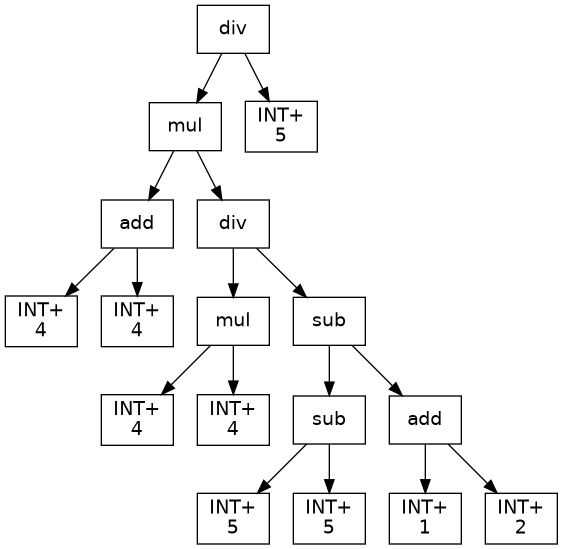 div
mul
INT+
5
add
div
INT+
4
INT+
4
mul
sub
INT+
4
INT+
4
sub
add
INT+
5
INT+
5
INT+
1
INT+
2